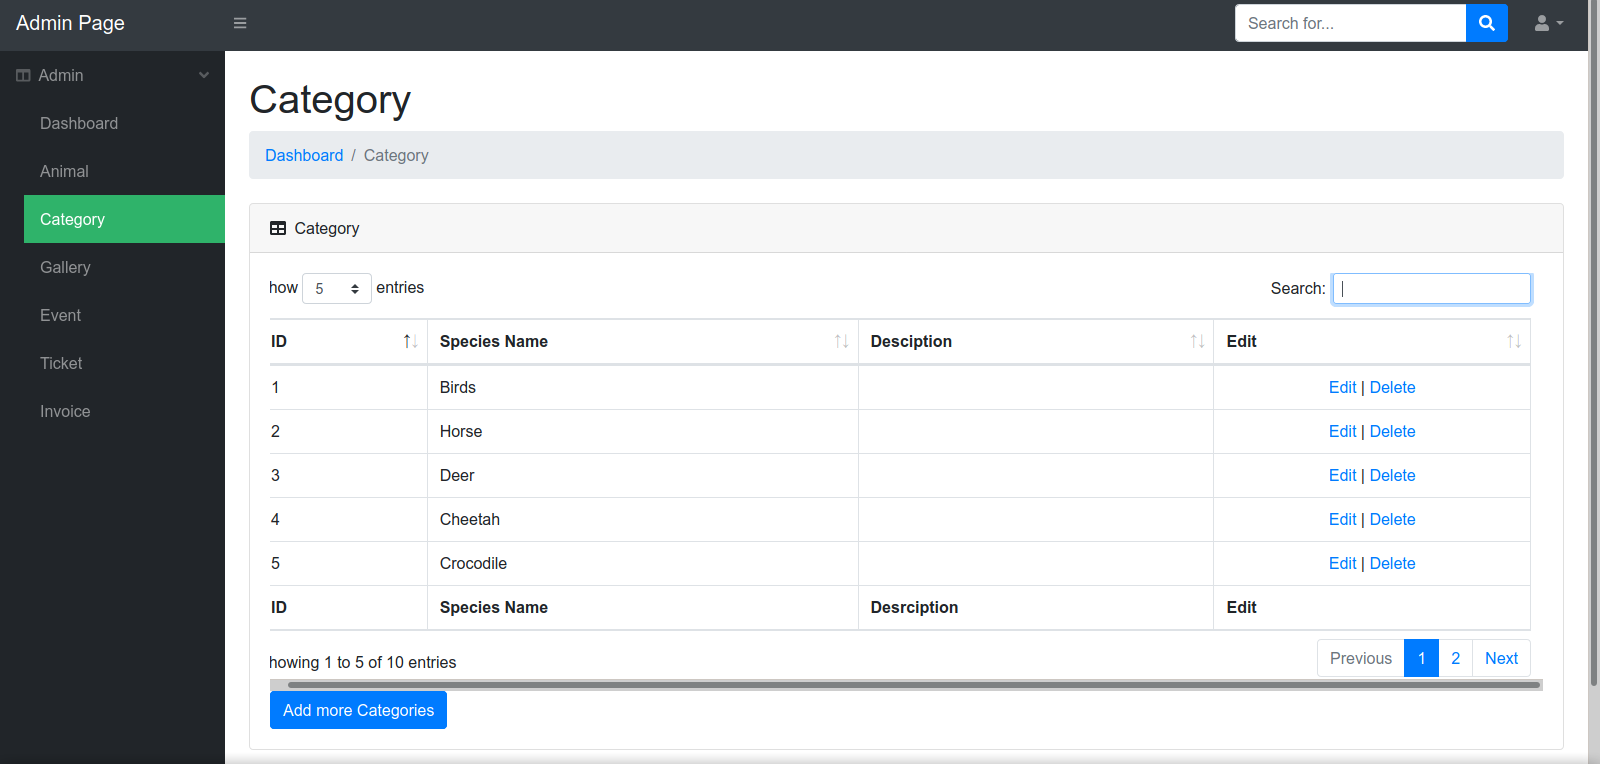 Admin Page
Search for...
Admin
Dashboard
Animal
Category
Gallery
Event
Ticket
Invoice
Category
Dashboard / Category
Category
how 5 entries
Search:
ID Species Name Desciption Edit
1 Birds Edit | Delete
2 Horse Edit | Delete
3 Deer Edit | Delete
4 Cheetah Edit | Delete
5 Crocodile Edit | Delete
ID Species Name Desrciption Edit
howing 1 to 5 of 10 entries
Previous 1 2 Next
Add more Categories